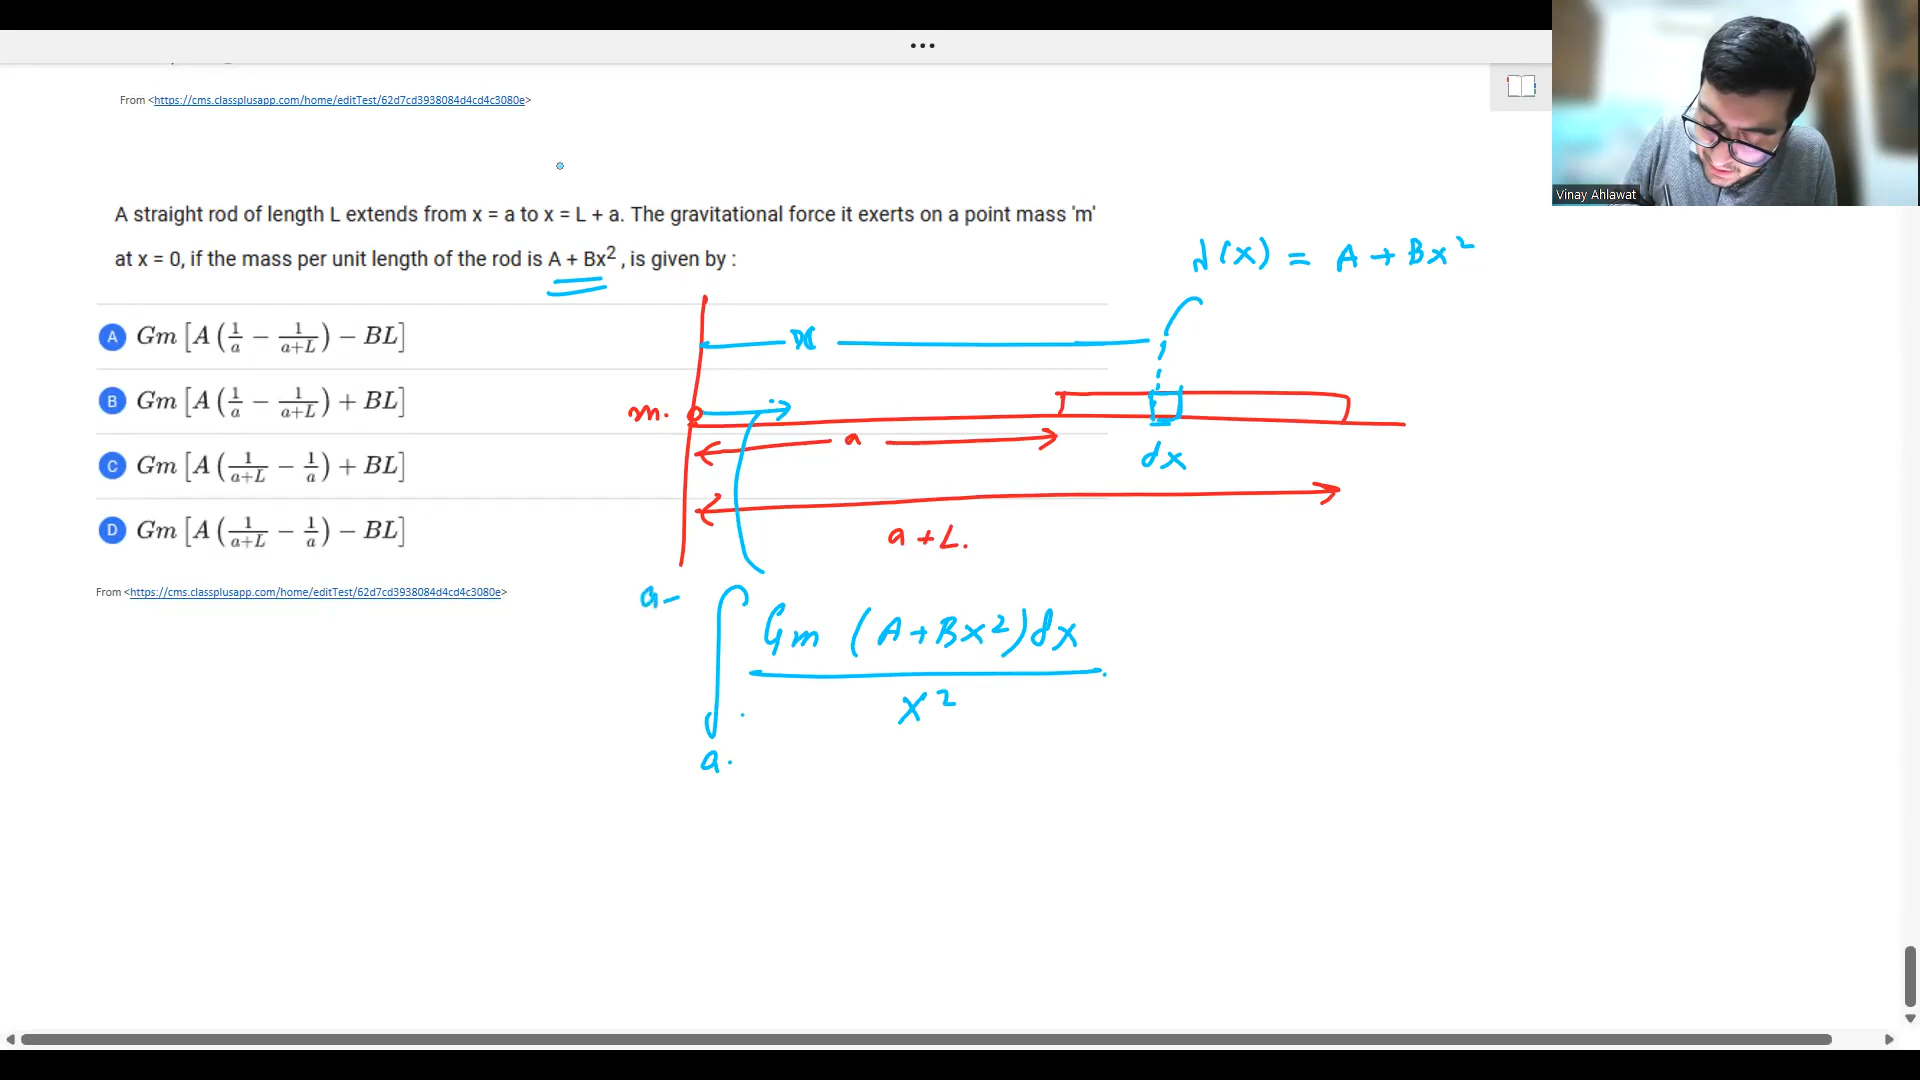 From <https://cms.classplusapp.com/home/editTest/62d7cd3938084d4cd4c3080e>
Vinay Ahlawat
A straight rod of length L extends from x = a to x = L + a. The gravitational force it exerts on a point mass 'm'
at x = 0, if the mass per unit length of the rod is A + Bx², is given by :
λ(x) = A + Bx²
A Gm [A (1/a − 1/(a+L)) − BL]
x
B Gm [A (1/a − 1/(a+L)) + BL]
m.
a
dx
C Gm [A (1/(a+L) − 1/a) + BL]
D Gm [A (1/(a+L) − 1/a) − BL]
a + L.
From <https://cms.classplusapp.com/home/editTest/62d7cd3938084d4cd4c3080e>
a-
∫ Gm (A+Bx²)dx
x²
a.